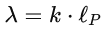 λ = k · ℓ_P